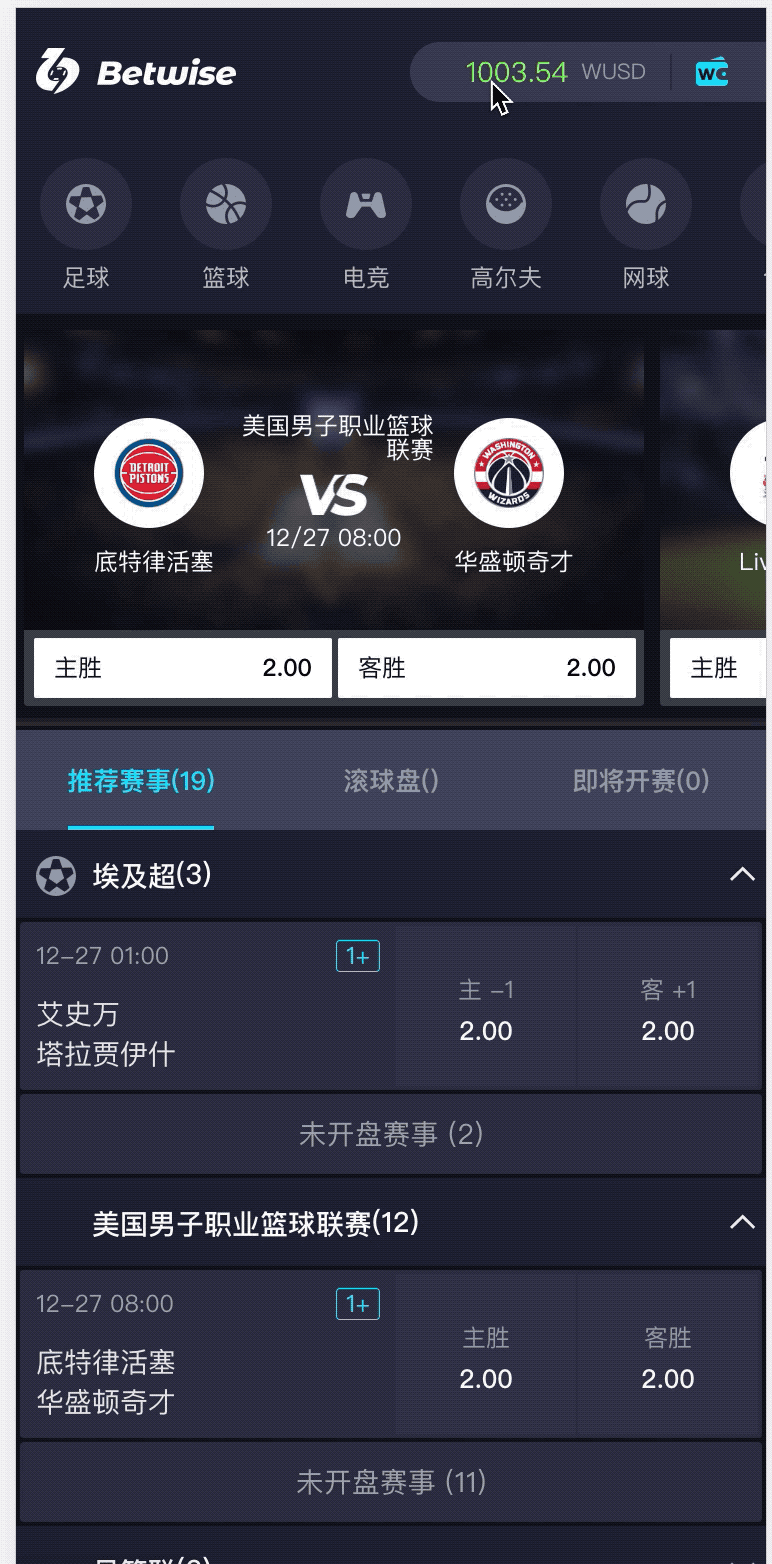 Betwise
1003.54 WUSD
足球 篮球 电竞 高尔夫 网球
美国男子职业篮球
联赛
DETROIT
PISTONS
WASHINGTON
WIZARDS
VS
12/27 08:00
底特律活塞 华盛顿奇才 Liv
主胜 2.00 客胜 2.00 主胜
推荐赛事(19) 滚球盘() 即将开赛(0)
埃及超(3)
12-27 01:00 1+
主 -1 客 +1
艾史万
2.00 2.00
塔拉贾伊什
未开盘赛事 (2)
美国男子职业篮球联赛(12)
12-27 08:00 1+
主胜 客胜
底特律活塞
2.00 2.00
华盛顿奇才
未开盘赛事 (11)